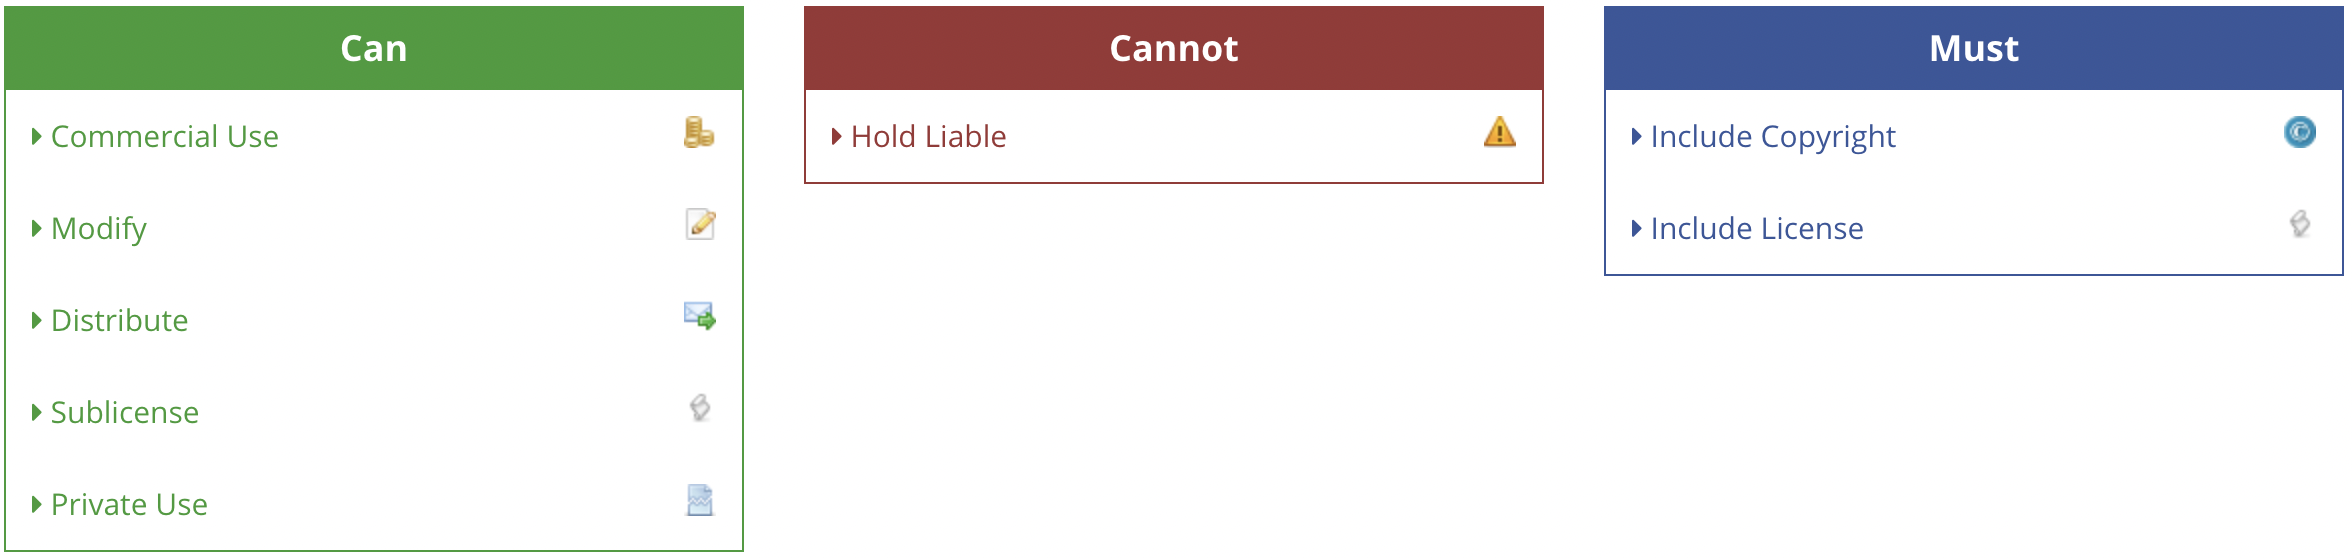 Can
Commercial Use
Modify
Distribute
Sublicense
Private Use
Cannot
Hold Liable
Must
Include Copyright
Include License